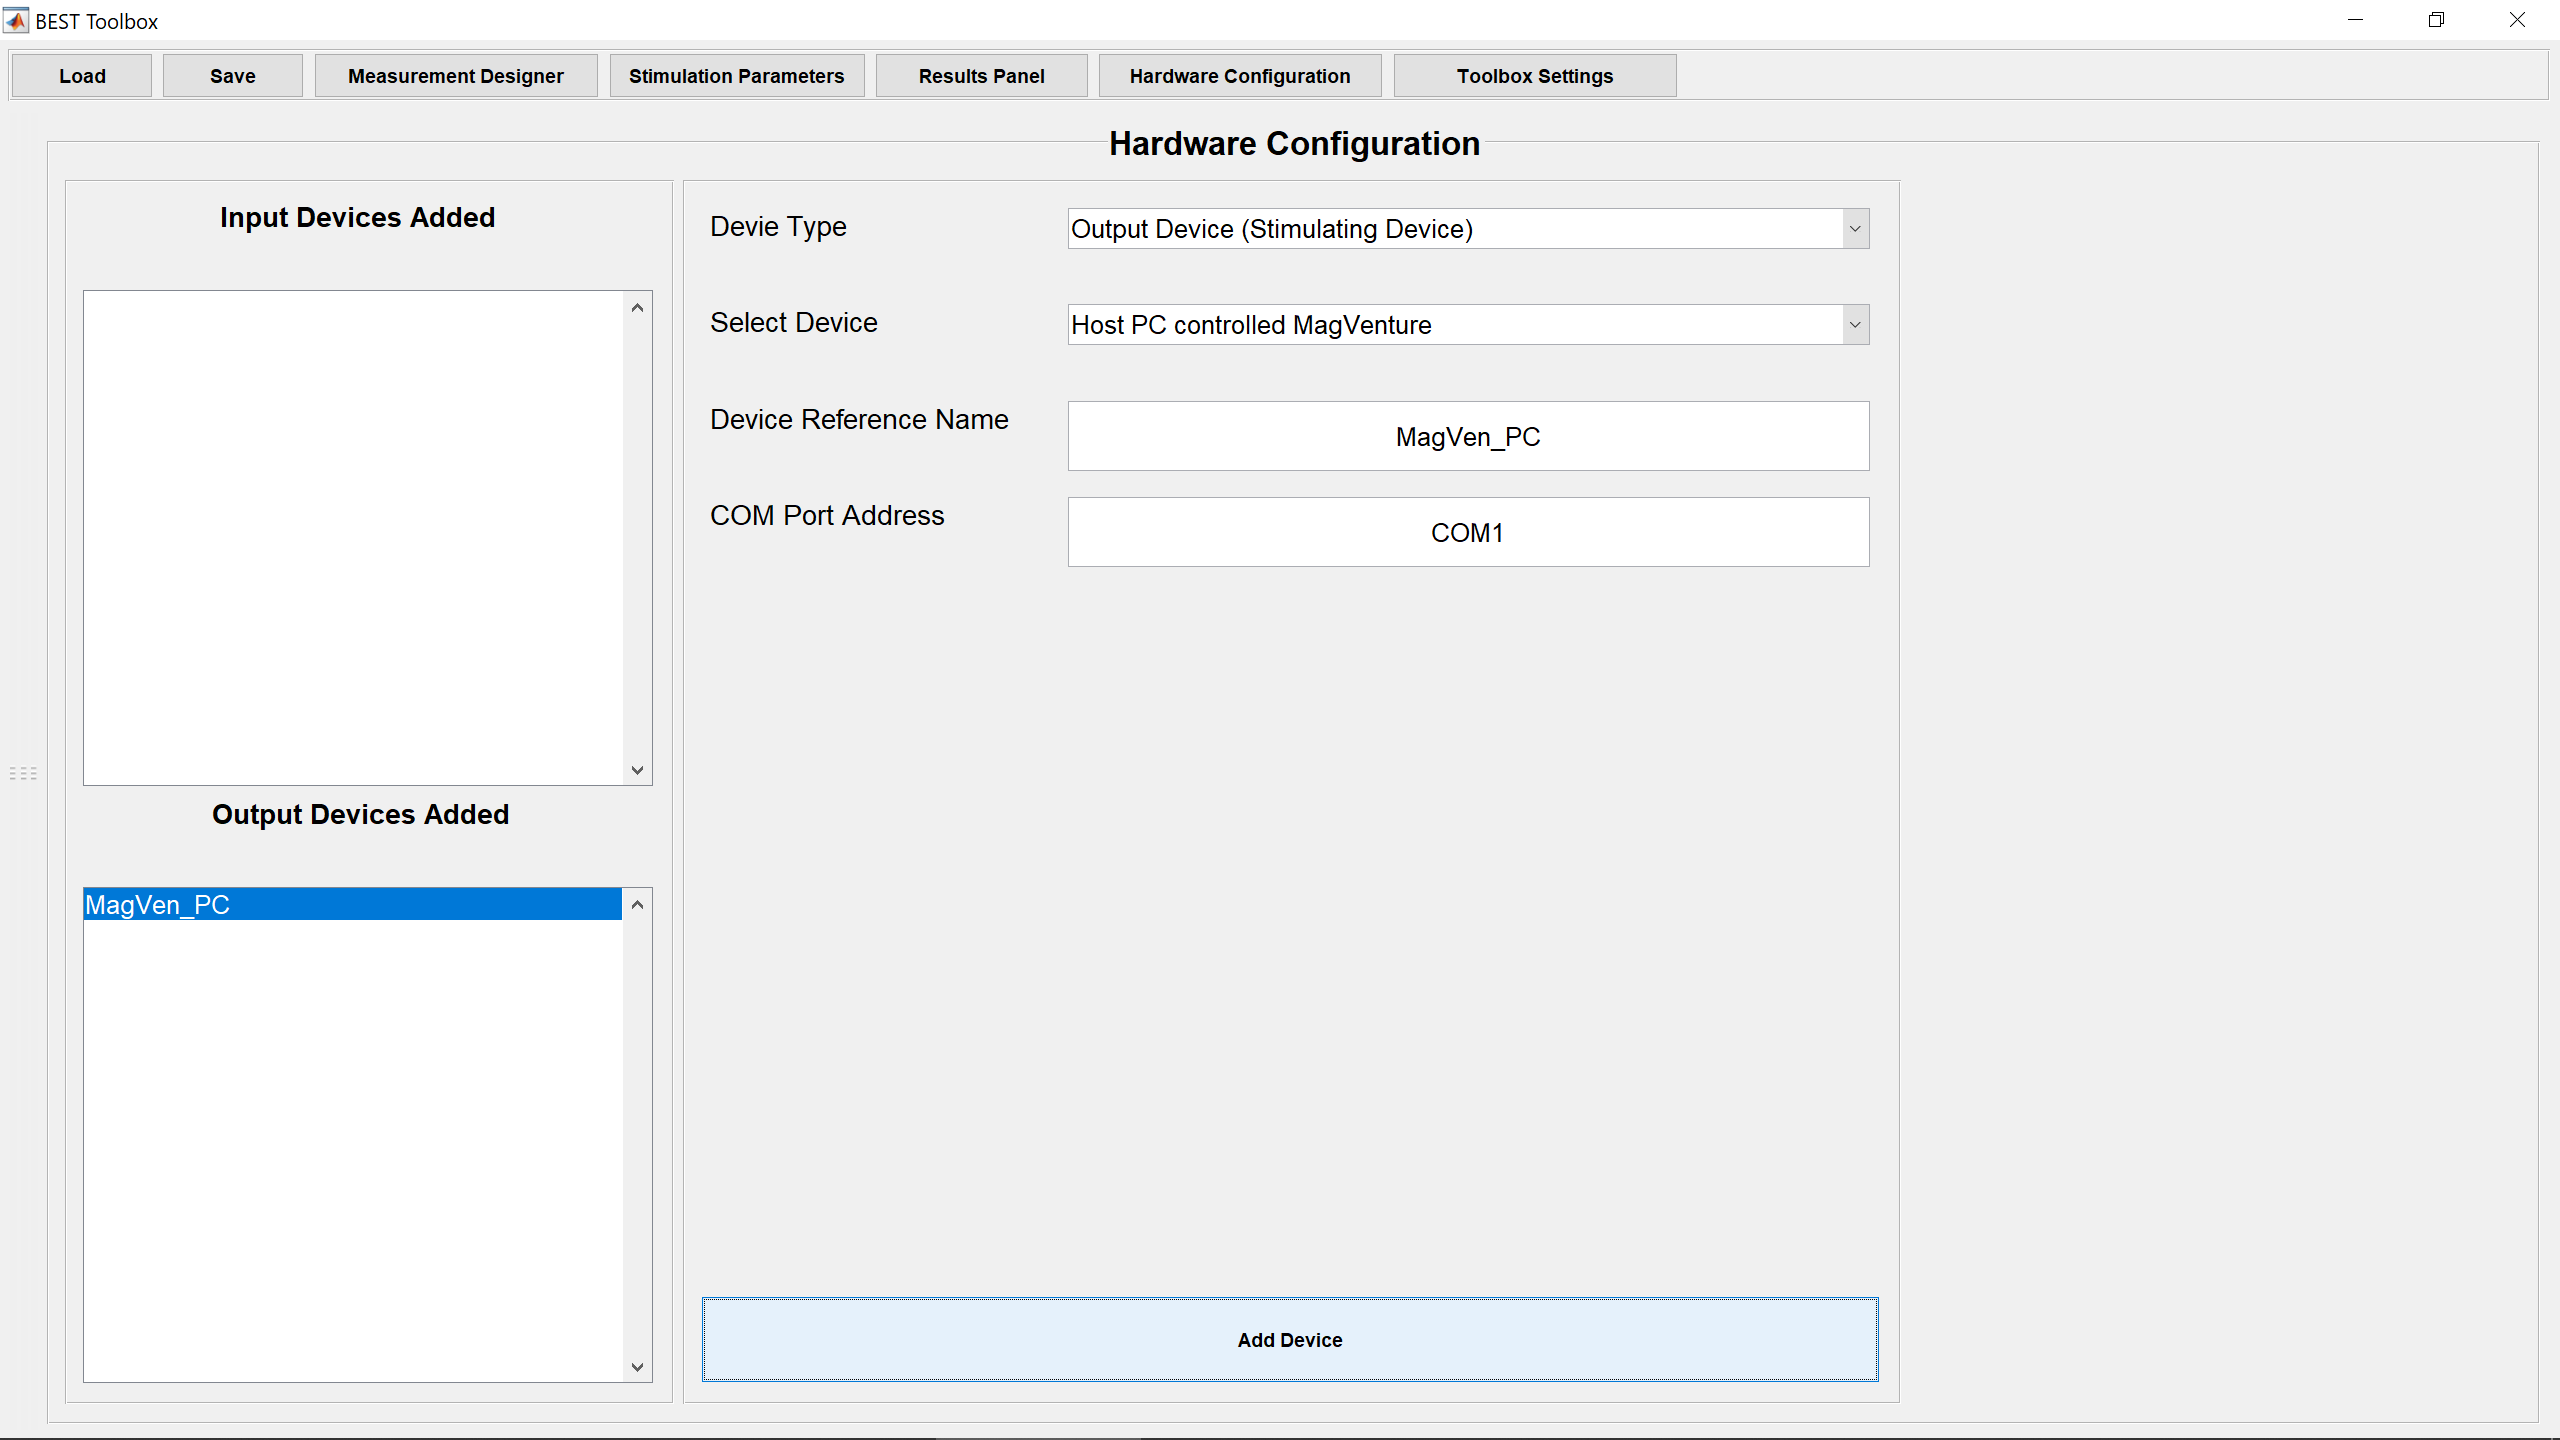 BEST Toolbox
Load Save Measurement Designer Stimulation Parameters Results Panel Hardware Configuration Toolbox Settings
Hardware Configuration
Input Devices Added
Output Devices Added
MagVen_PC
Devie Type Output Device (Stimulating Device)
Select Device Host PC controlled MagVenture
Device Reference Name MagVen_PC
COM Port Address COM1
Add Device